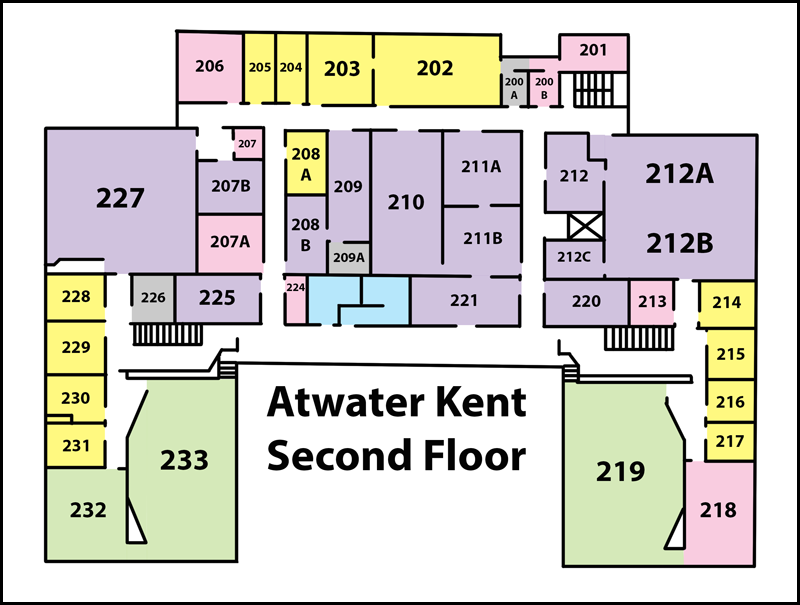 201
206
205
204
203
202
200
A
200
B
207
208
A
211A
212
212A
227
207B
209
210
208
B
211B
212B
207A
209A
212C
228
226
225
224
221
220
213
214
229
215
230
216
Atwater Kent
231
217
233
Second Floor
219
232
218